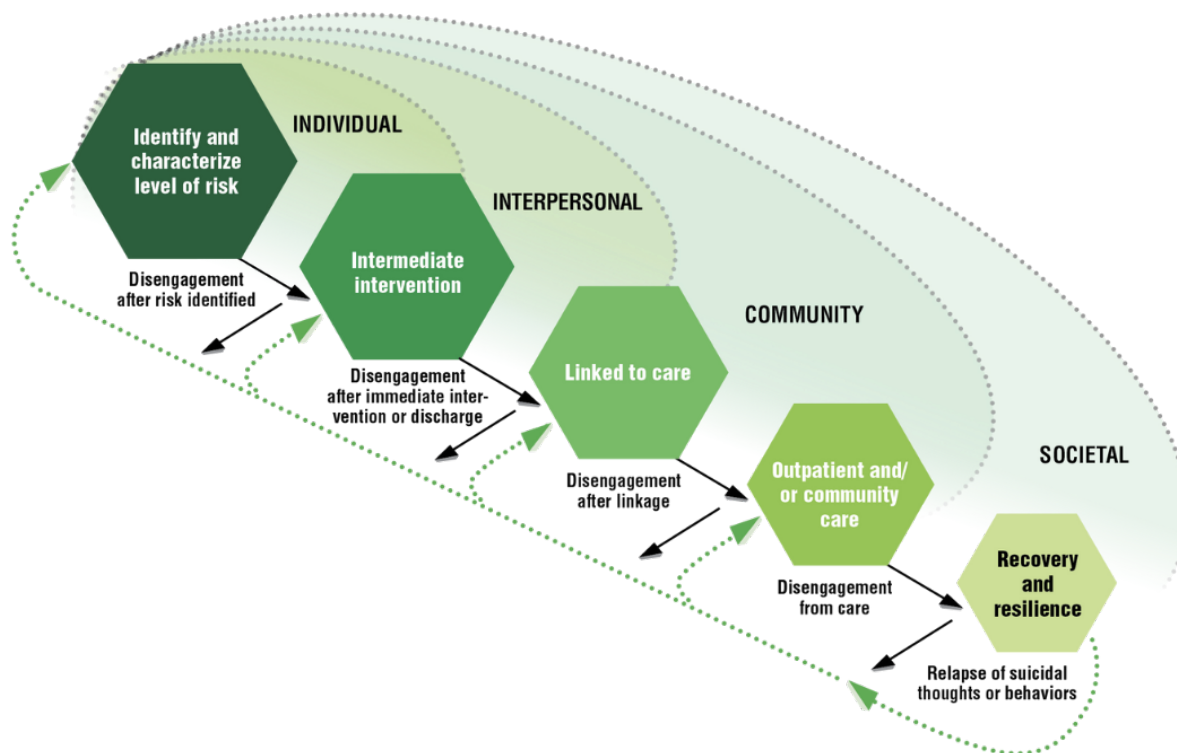 Identify and
characterize
level of risk
INDIVIDUAL
Disengagement
after risk identified
Intermediate
intervention
INTERPERSONAL
Disengagement
after immediate inter-
vention or discharge
Linked to care
COMMUNITY
Disengagement
after linkage
Outpatient and/
or community
care
SOCIETAL
Disengagement
from care
Recovery
and
resilience
Relapse of suicidal
thoughts or behaviors